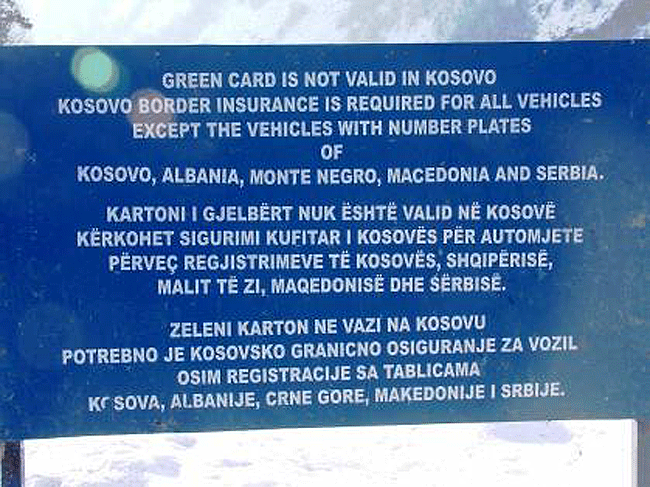 GREEN CARD IS NOT VALID IN KOSOVO
KOSOVO BORDER INSURANCE IS REQUIRED FOR ALL VEHICLES
EXCEPT THE VEHICLES WITH NUMBER PLATES
OF
KOSOVO, ALBANIA, MONTE NEGRO, MACEDONIA AND SERBIA.
KARTONI I GJELBËRT NUK ËSHTË VALID NË KOSOVË
KËRKOHET SIGURIMI KUFITAR I KOSOVËS PËR AUTOMJETE
PËRVEÇ REGJISTRIMEVE TË KOSOVËS, SHQIPËRISË,
MALIT TË ZI, MAQEDONISË DHE SËRBISË.
ZELENI KARTON NE VAZI NA KOSOVU
POTREBNO JE KOSOVSKO GRANICNO OSIGURANJE ZA VOZIL
OSIM REGISTRACIJE SA TABLICAMA
KOSOVA, ALBANIJE, CRNE GORE, MAKEDONIJE I SRBIJE.